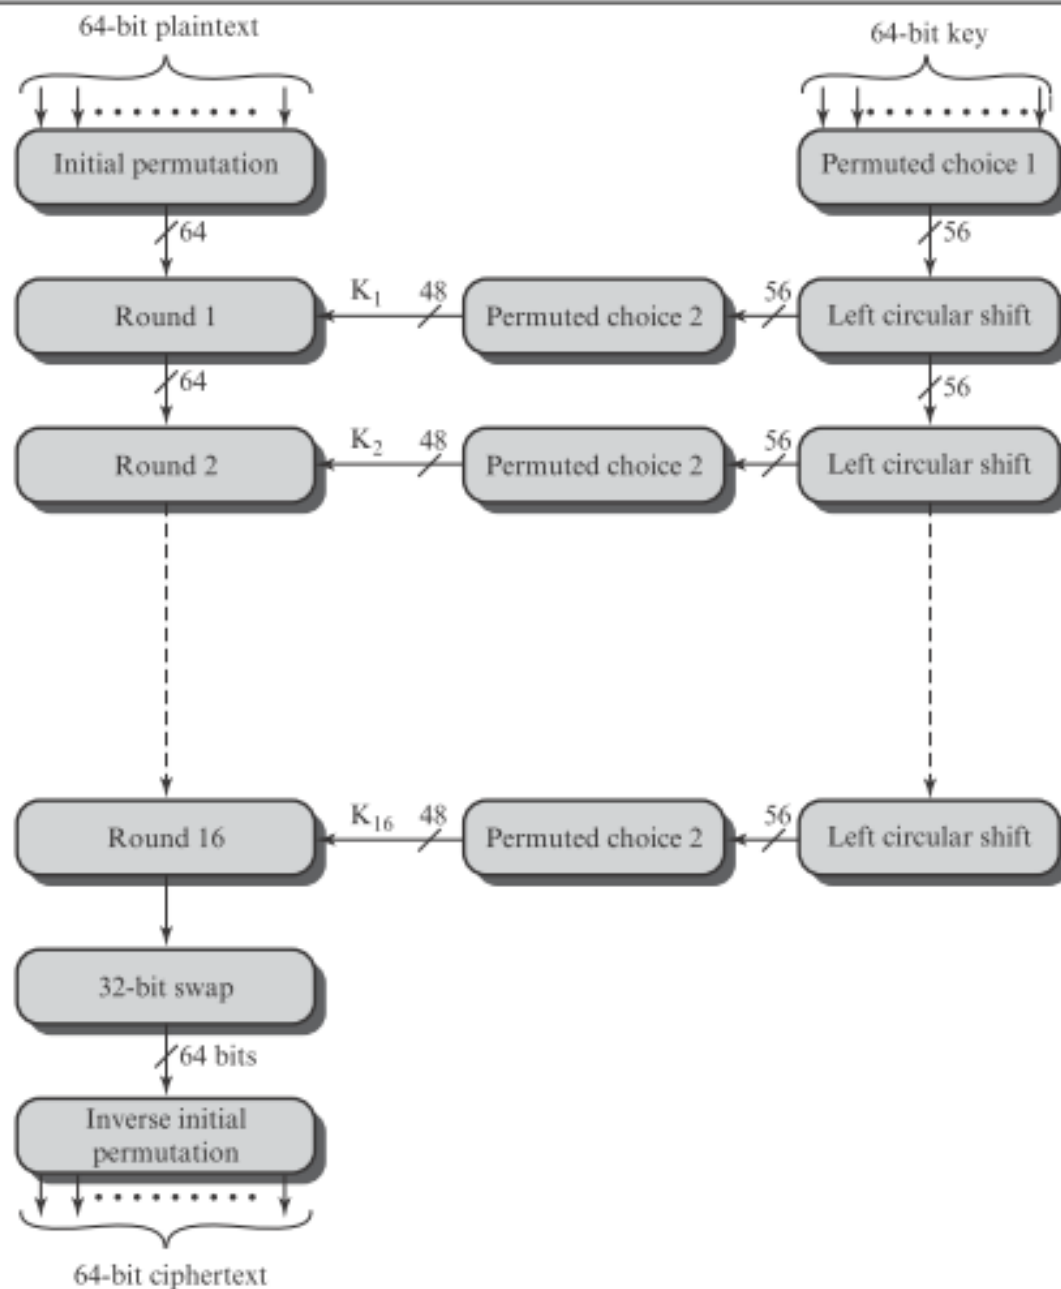 64-bit plaintext
64-bit key
Initial permutation
Permuted choice 1
64
56
Round 1
K1
48
Permuted choice 2
56
Left circular shift
64
56
Round 2
K2
48
Permuted choice 2
56
Left circular shift
Round 16
K16
48
Permuted choice 2
56
Left circular shift
32-bit swap
64 bits
Inverse initial
permutation
64-bit ciphertext